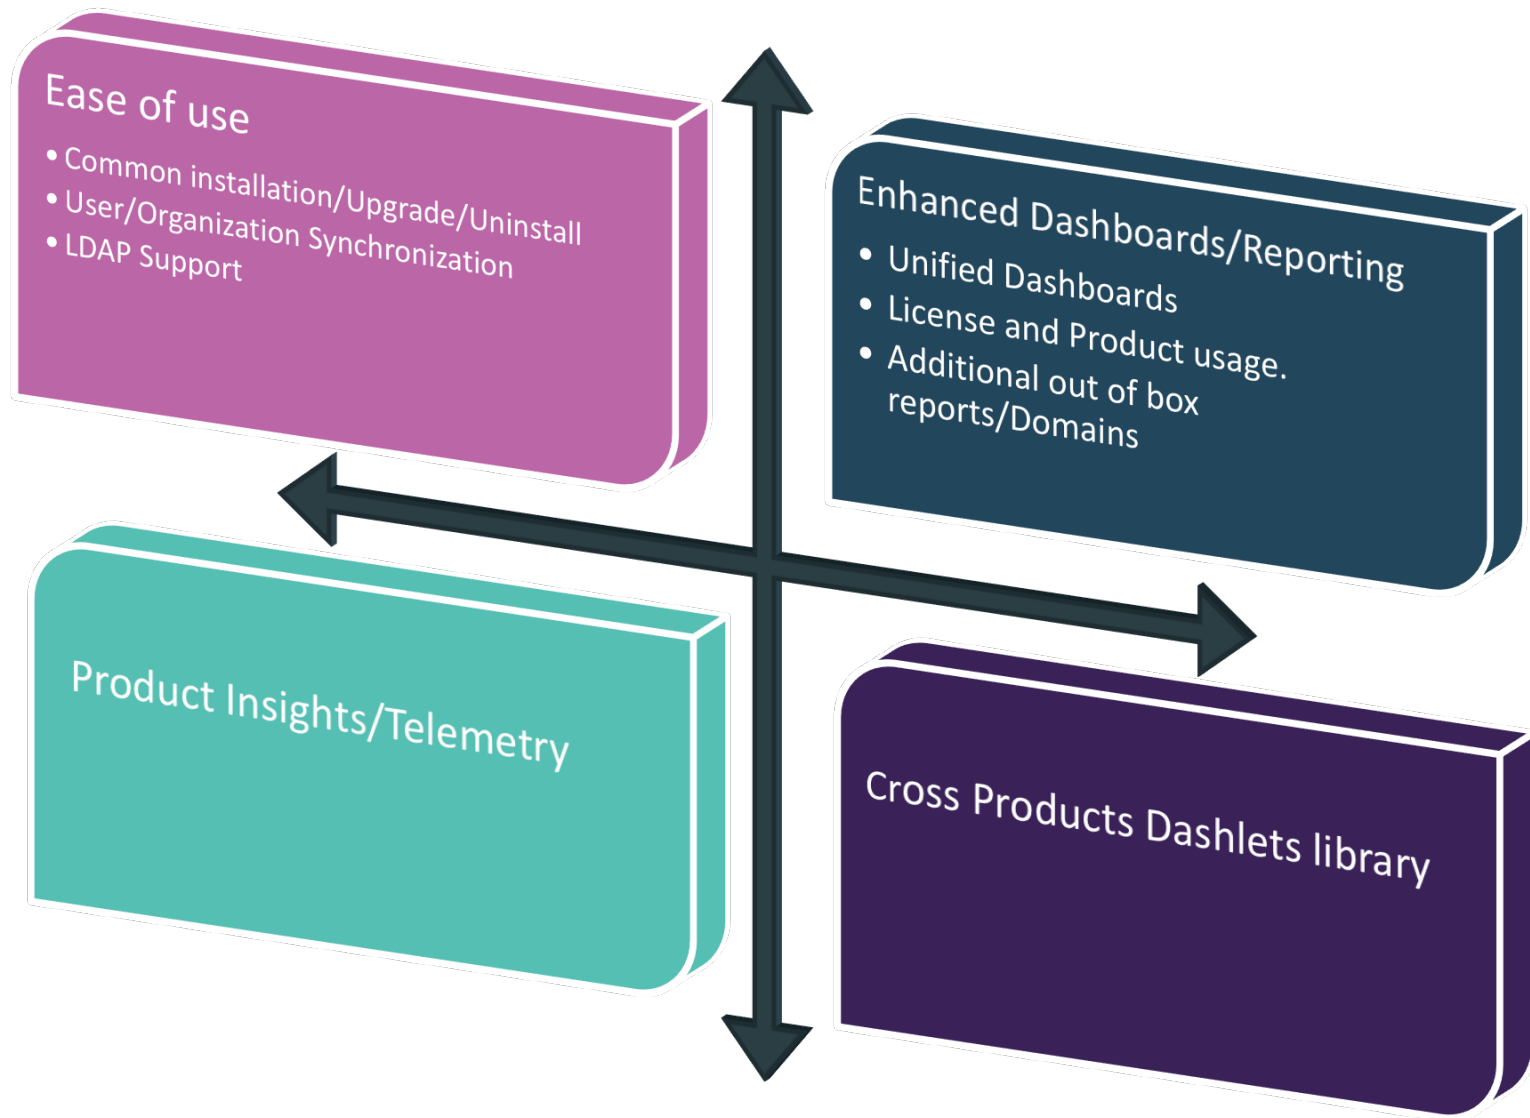 Ease of use
• Common installation/Upgrade/Uninstall
• User/Organization Synchronization
• LDAP Support
Enhanced Dashboards/Reporting
• Unified Dashboards
• License and Product usage.
• Additional out of box
reports/Domains
Product Insights/Telemetry
Cross Products Dashlets library